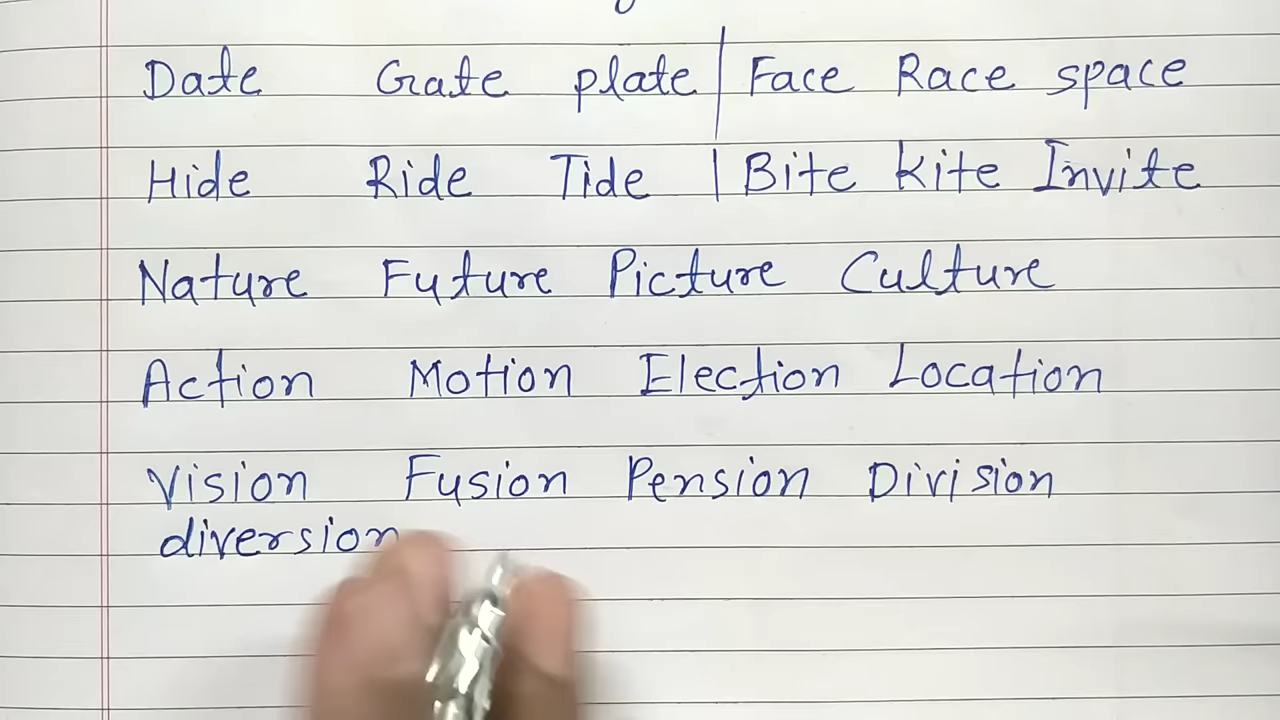 Date Grate plate | Face Race space
Hide Ride Tide | Bite kite Invite
Nature Future Picture Culture
Action Motion Election Location
Vision Fusion Pension Division
diversion